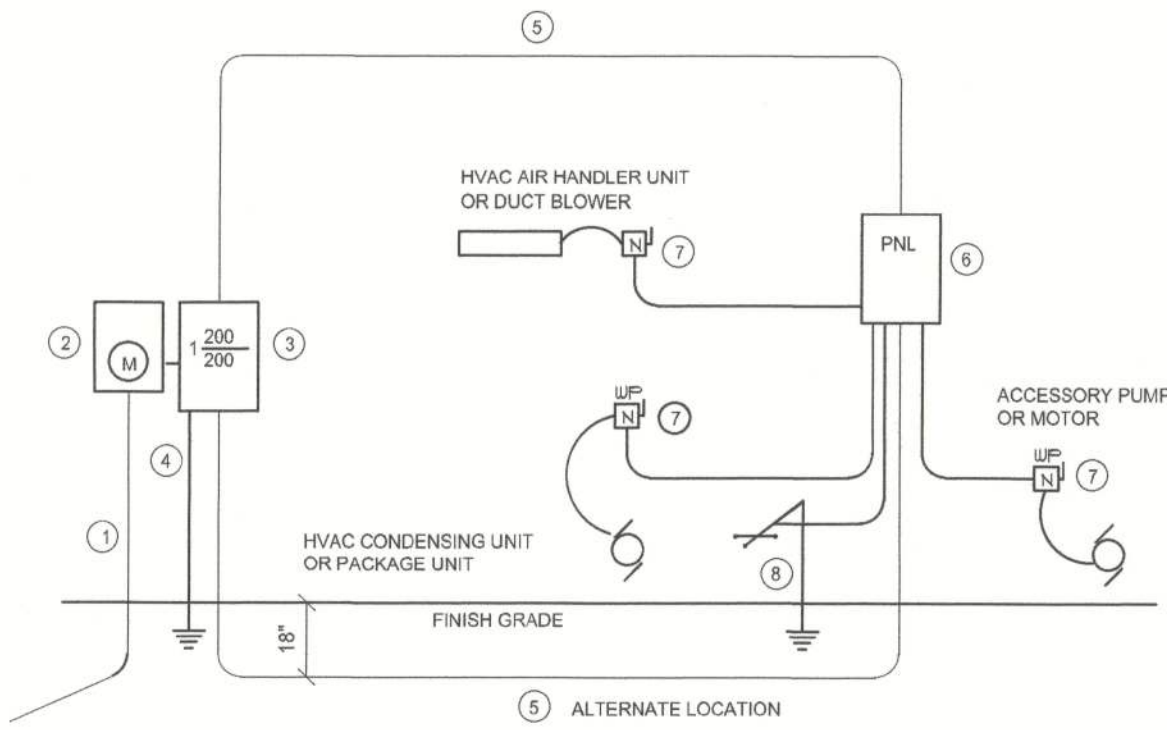 5
HVAC AIR HANDLER UNIT
OR DUCT BLOWER
N
7
PNL
6
2
M
1 200
200
3
WP
N
7
ACCESSORY PUMP
OR MOTOR
4
WP
N
7
1
HVAC CONDENSING UNIT
OR PACKAGE UNIT
8
FINISH GRADE
18"
5 ALTERNATE LOCATION